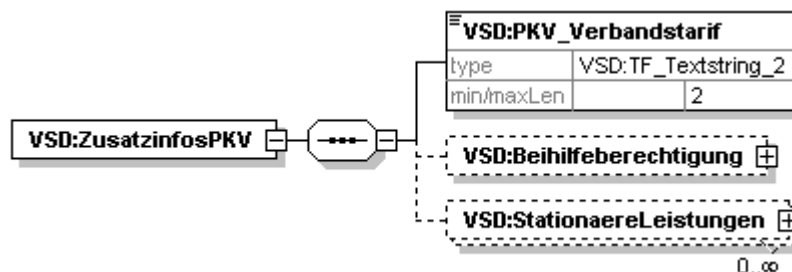 VSD:PKV_Verbandstarif
type VSD:TF_Textstring_2
min/maxLen 2
VSD:ZusatzinfosPKV
VSD:Beihilfeberechtigung
VSD:StationaereLeistungen
0..∞